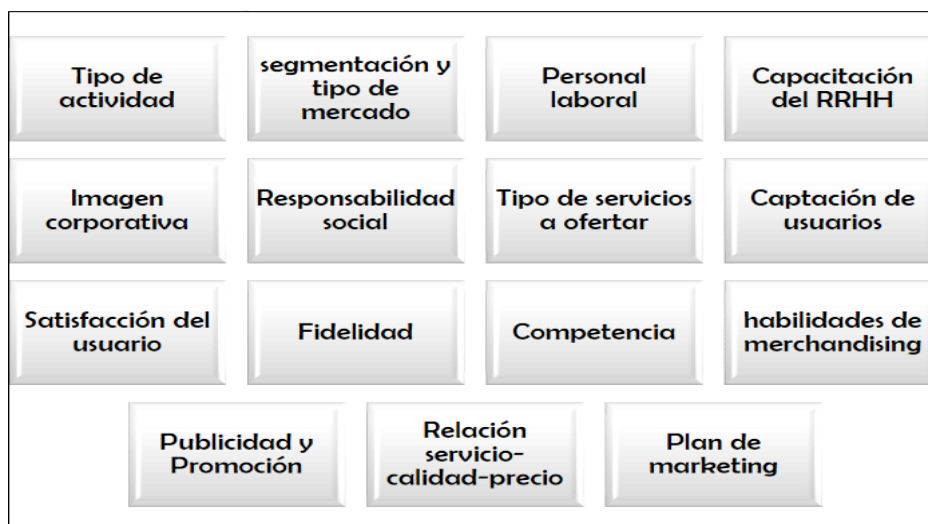 Tipo de
actividad
segmentación y
tipo de
mercado
Personal
laboral
Capacitación
del RRHH
Imagen
corporativa
Responsabilidad
social
Tipo de servicios
a ofertar
Captación de
usuarios
Satisfacción del
usuario
Fidelidad
Competencia
habilidades de
merchandising
Publicidad y
Promoción
Relación
servicio-
calidad-precio
Plan de
marketing